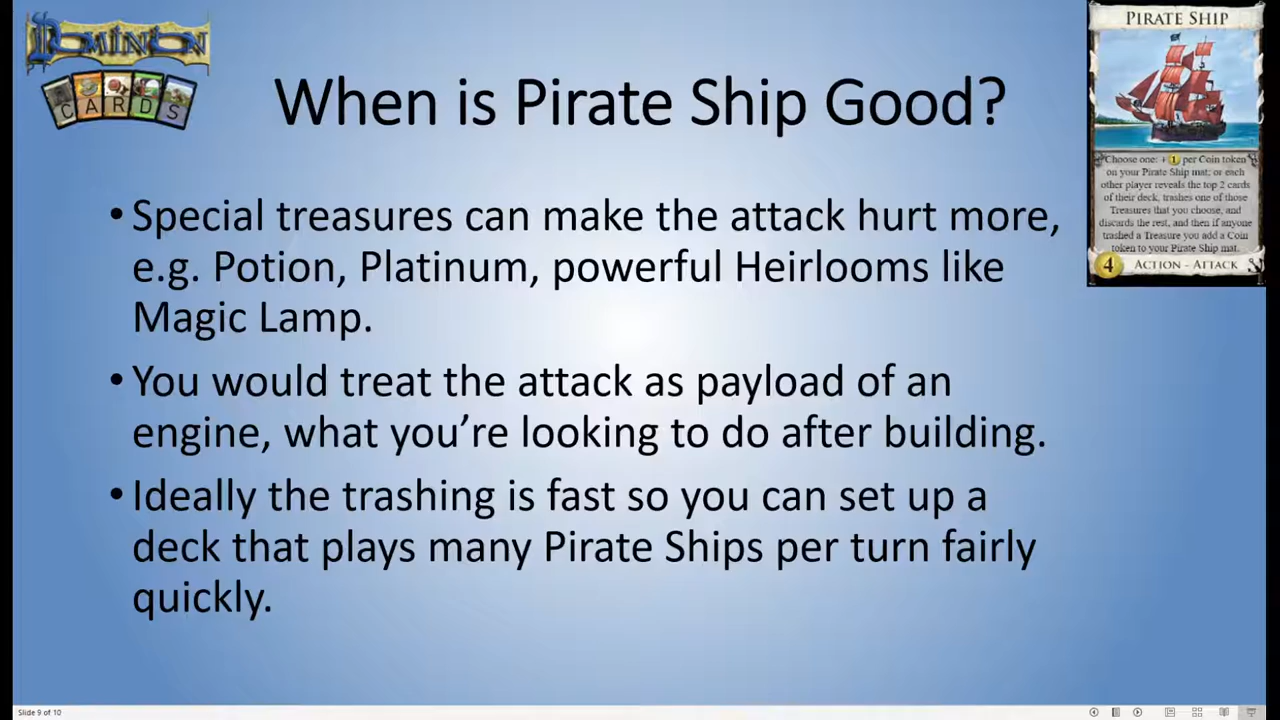 DOMINION
CARDS
When is Pirate Ship Good?
• Special treasures can make the attack hurt more,
e.g. Potion, Platinum, powerful Heirlooms like
Magic Lamp.
• You would treat the attack as payload of an
engine, what you’re looking to do after building.
• Ideally the trashing is fast so you can set up a
deck that plays many Pirate Ships per turn fairly
quickly.
PIRATE SHIP
Choose one: + 1 per Coin token
on your Pirate Ship mat; or each
other player reveals the top 2 cards
of their deck, trashes one of those
Treasures that you choose, and
discards the rest, and then if anyone
trashed a Treasure you add a Coin
token to your Pirate Ship mat.
4 ACTION - ATTACK
Slide 9 of 10